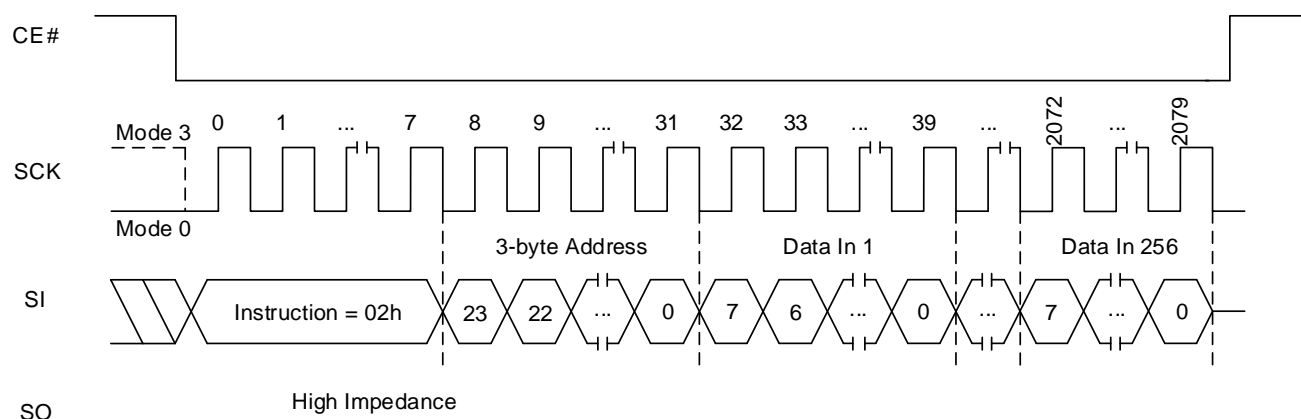 CE#
Mode 3
0 1 ... 7 8 9 ... 31 32 33 ... 39 ... 2072 ... 2079
SCK
Mode 0
3-byte Address Data In 1 Data In 256
SI
Instruction = 02h 23 22 ... 0 7 6 ... 0 ... 7 ... 0
High Impedance
SO